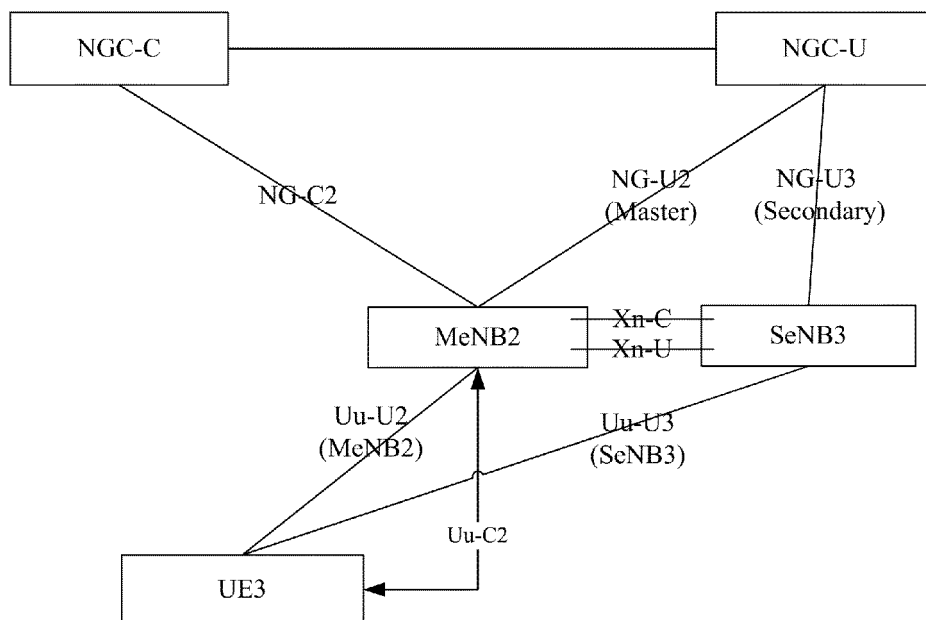 NGC-C
NGC-U
NG-C2
NG-U2
(Master)
NG-U3
(Secondary)
MeNB2
Xn-C
Xn-U
SeNB3
Uu-U2
(MeNB2)
Uu-U3
(SeNB3)
Uu-C2
UE3